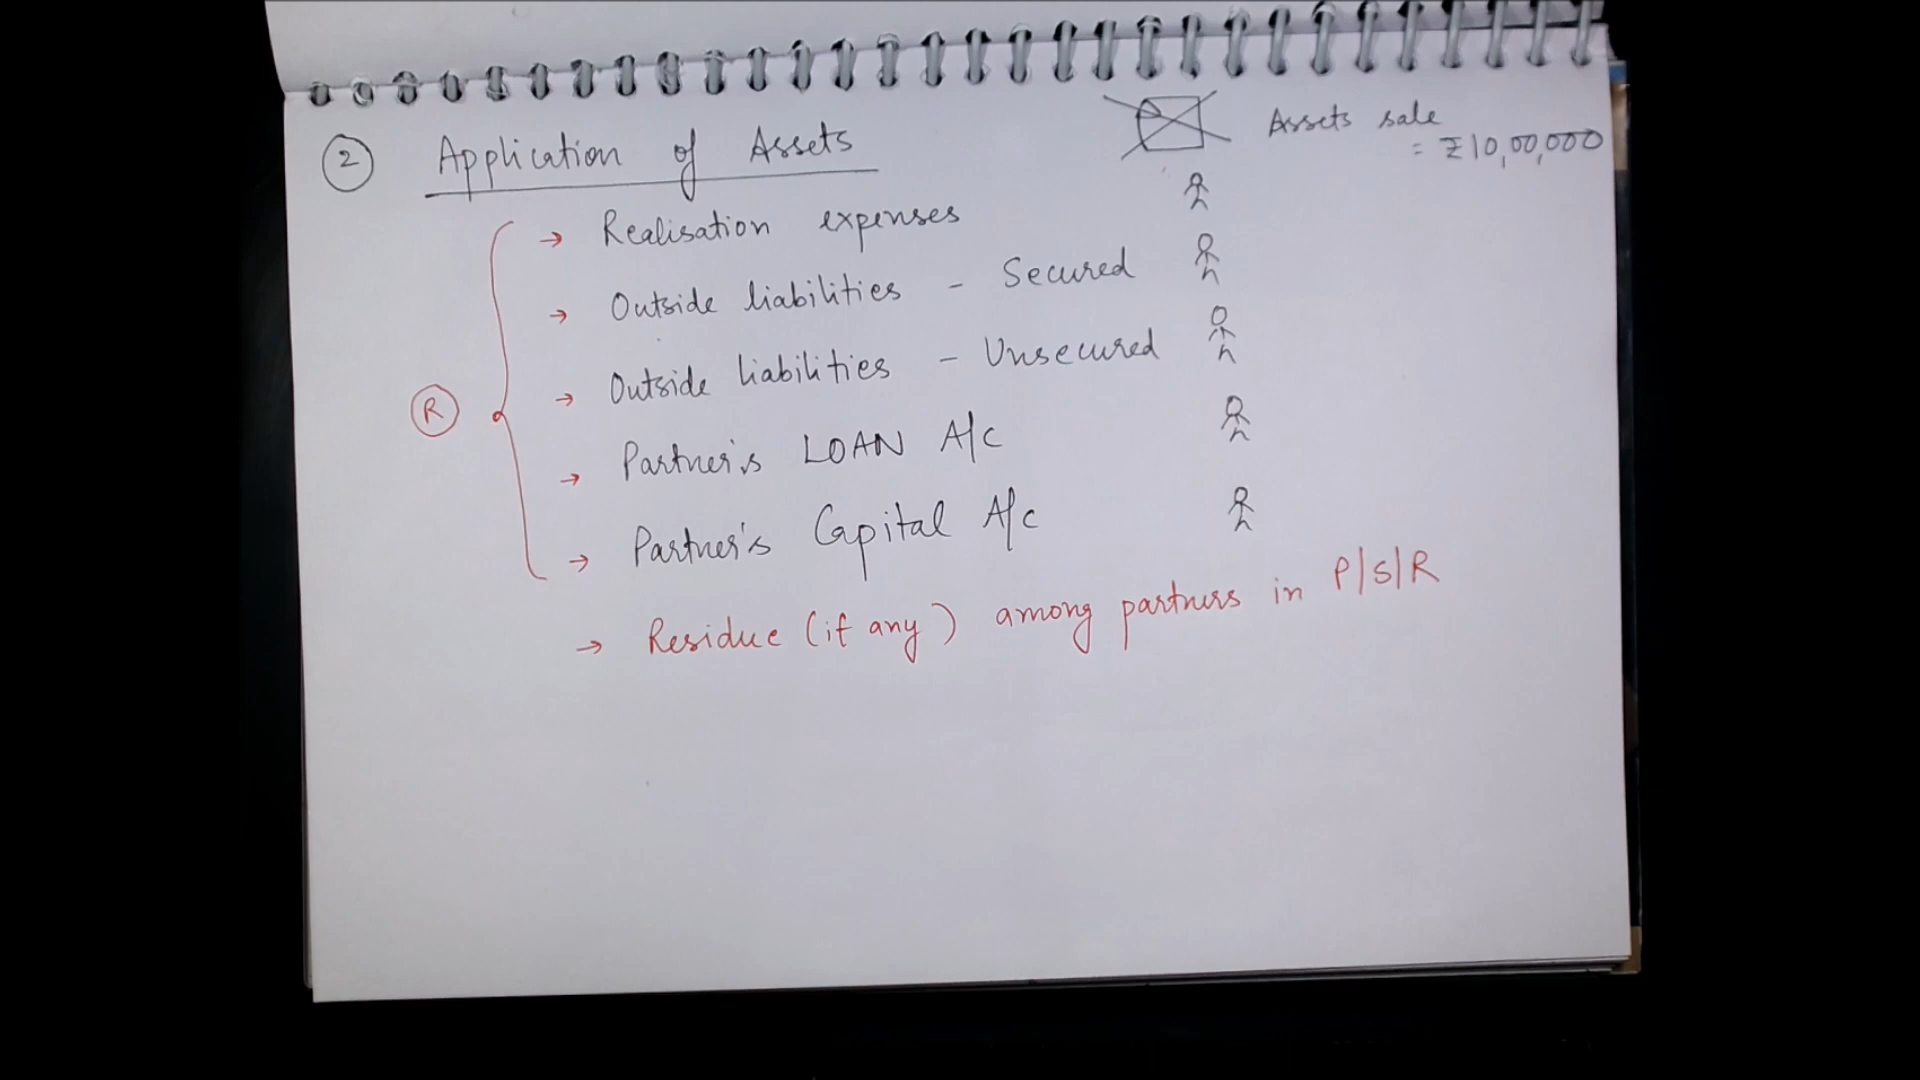 ② Application of Assets
Assets sale
= ₹10,00,000
→ Realisation expenses
→ Outside liabilities - Secured
→ Outside liabilities - Unsecured
Ⓡ
→ Partner's LOAN A/c
→ Partner's Capital A/c
→ Residue (if any) among partners in P/S/R